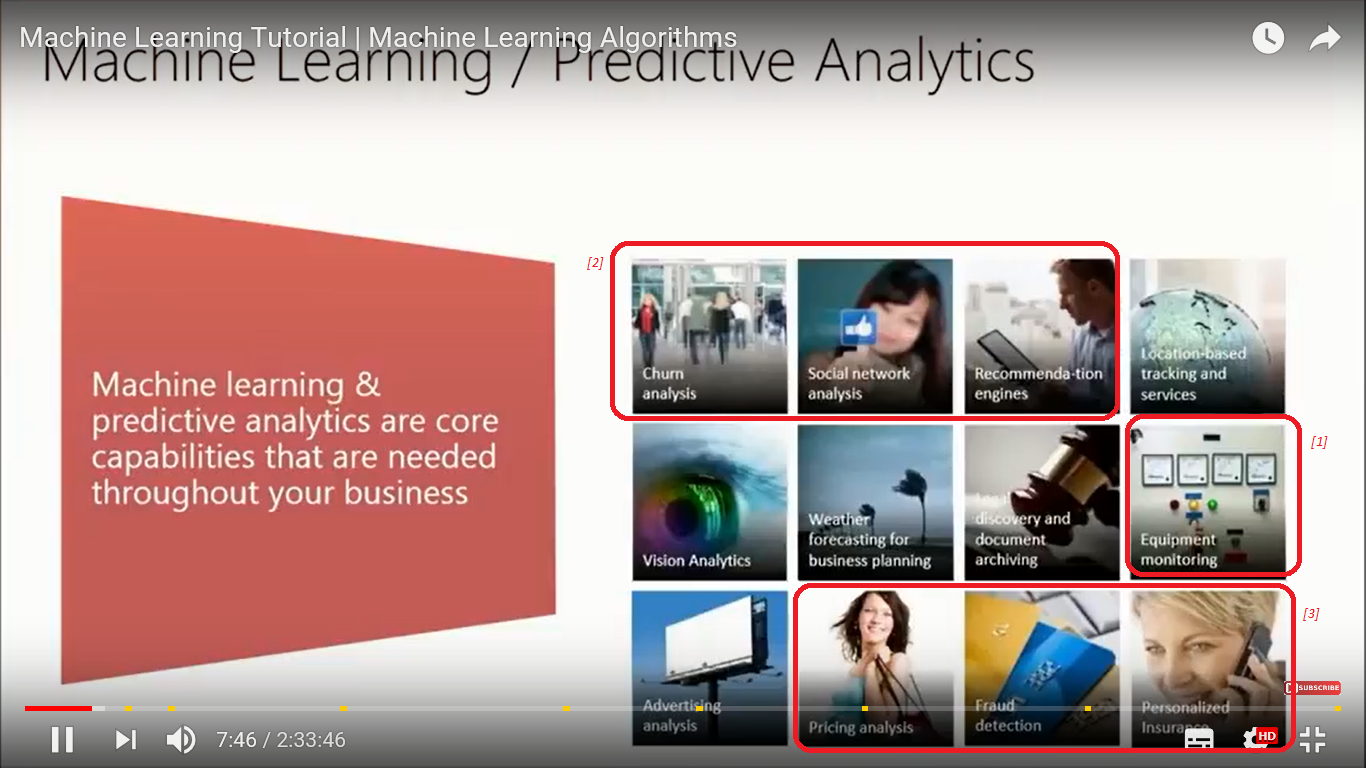 Machine Learning Tutorial | Machine Learning Algorithms
Machine Learning / Predictive Analytics
Machine learning &
predictive analytics are core
capabilities that are needed
throughout your business
[2]
Churn
analysis
Social network
analysis
Recommenda-tion
engines
Location-based
tracking and
services
[1]
Vision Analytics
Weather
forecasting for
business planning
discovery and
document
archiving
Equipment
monitoring
[3]
Advertising
analysis
Pricing analysis
Fraud
detection
Personalized
Insurance
SUBSCRIBE
7:46 / 2:33:46
HD